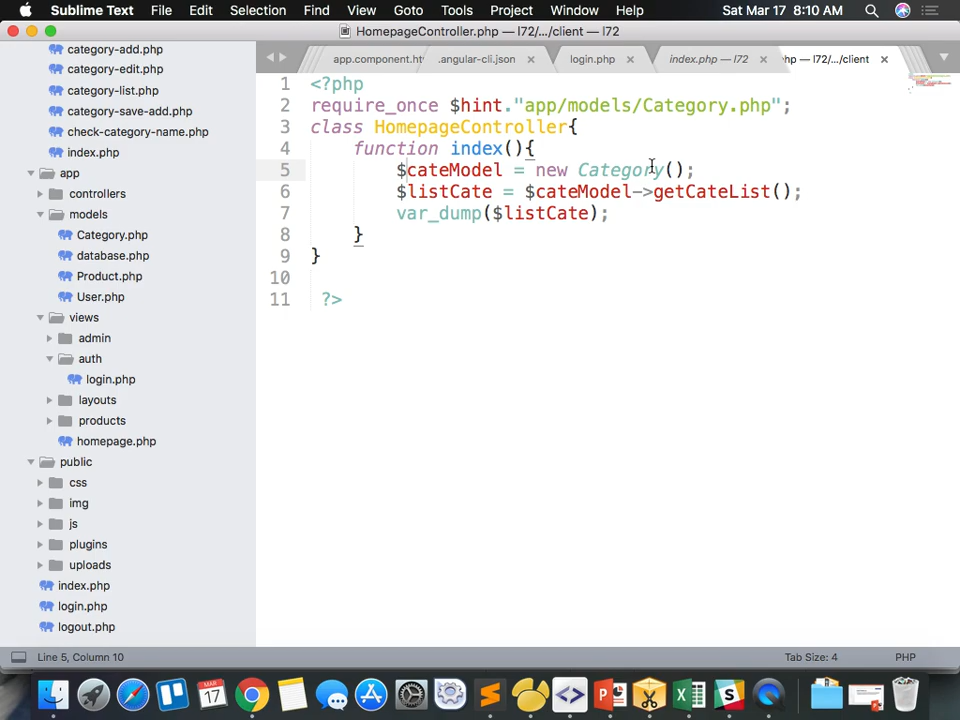 Sublime Text File Edit Selection Find View Goto Tools Project Window Help Sat Mar 17 8:10 AM
HomepageController.php — l72/.../client — l72
app.component.ht .angular-cli.json login.php index.php — l72 hp — l72/.../client
category-add.php
category-edit.php
category-list.php
category-save-add.php
check-category-name.php
index.php
app
controllers
models
Category.php
database.php
Product.php
User.php
views
admin
auth
login.php
layouts
products
homepage.php
public
css
img
js
plugins
uploads
index.php
login.php
logout.php
1 <?php
2 require_once $hint."app/models/Category.php";
3 class HomepageController{
4 function index(){
5 $cateModel = new Category();
6 $listCate = $cateModel->getCateList();
7 var_dump($listCate);
8 }
9 }
10
11 ?>
Line 5, Column 10 Tab Size: 4 PHP
17